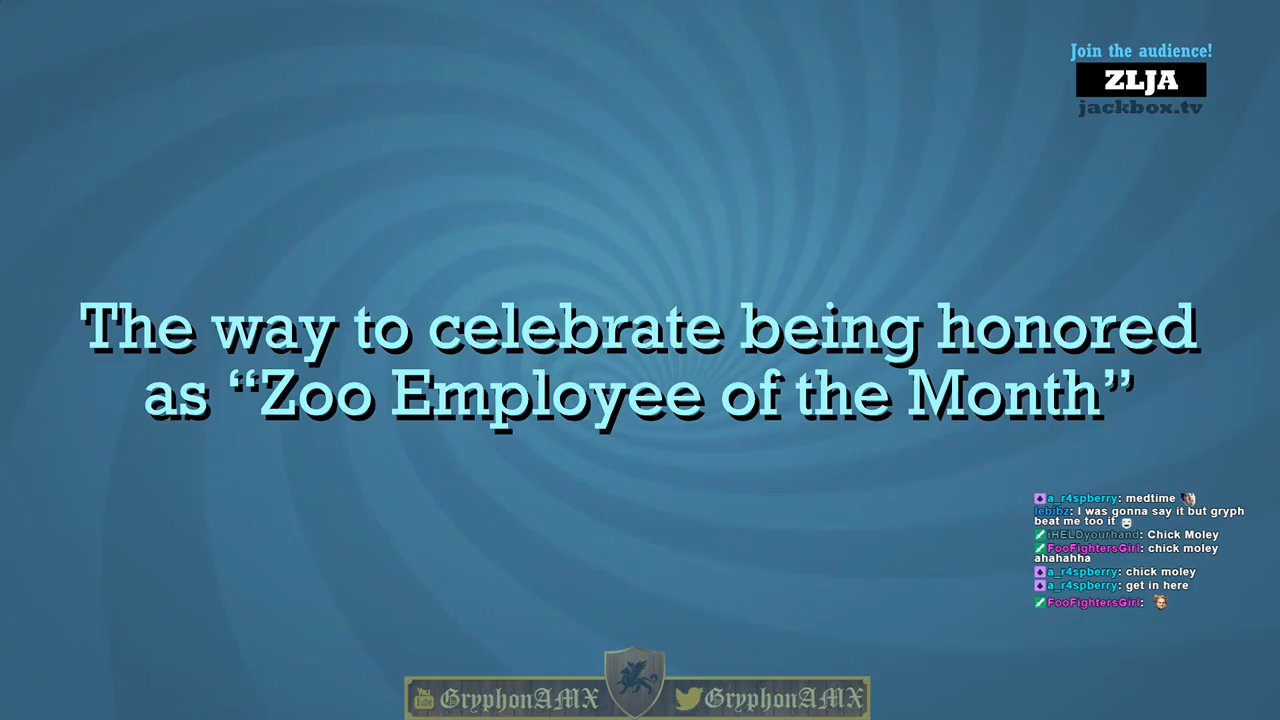 Join the audience!
ZLJA
jackbox.tv
The way to celebrate being honored
as “Zoo Employee of the Month”
a_r4spberry: medtime
lebibz: I was gonna say it but gryph
beat me too it
iHELDyourhand: Chick Moley
FooFightersGirl: chick moley
ahahahha
a_r4spberry: chick moley
a_r4spberry: get in here
FooFightersGirl:
You Tube GryphonAMX GryphonAMX